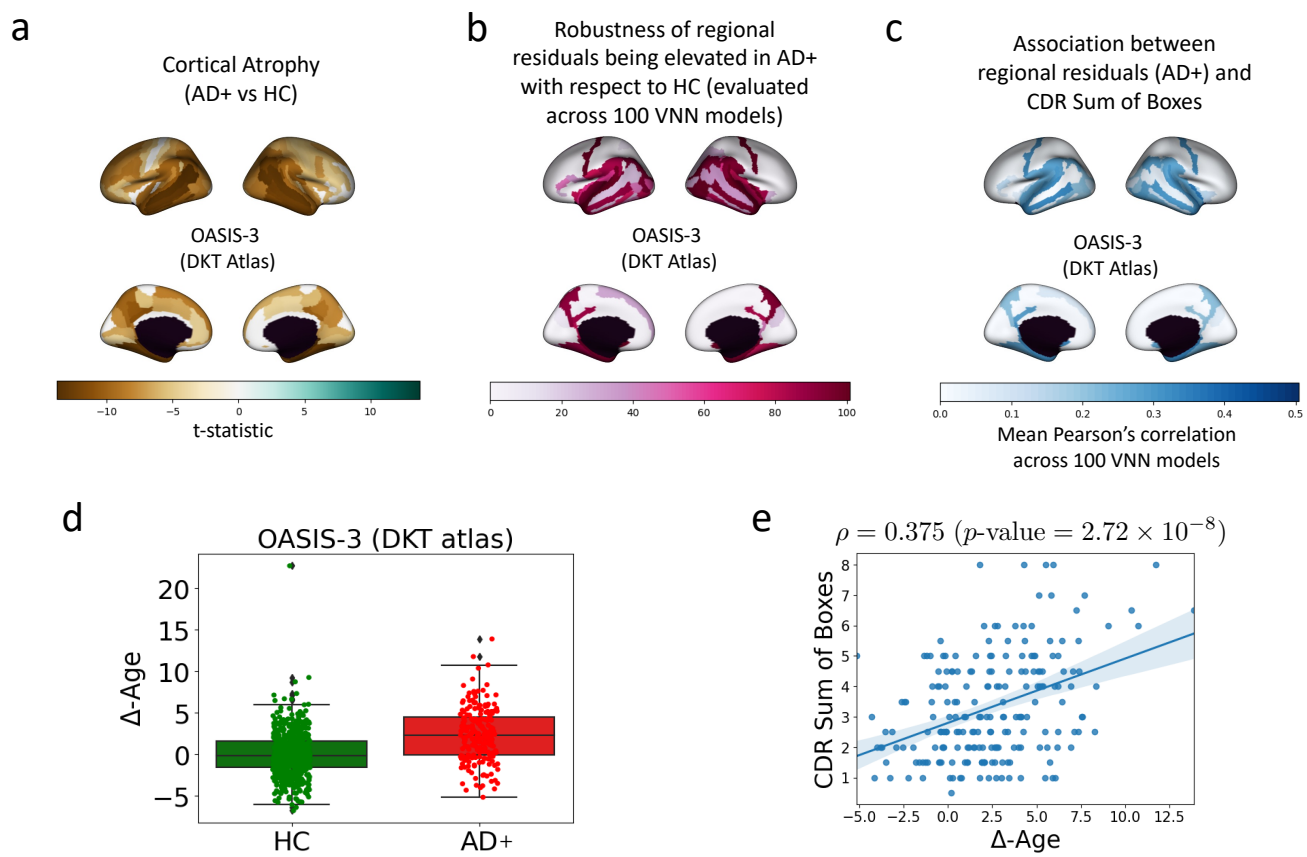 a
Cortical Atrophy
(AD+ vs HC)
OASIS-3
(DKT Atlas)
−10 −5 0 5 10
t-statistic
b
Robustness of regional
residuals being elevated in AD+
with respect to HC (evaluated
across 100 VNN models)
OASIS-3
(DKT Atlas)
0 20 40 60 80 100
c
Association between
regional residuals (AD+) and
CDR Sum of Boxes
OASIS-3
(DKT Atlas)
0.0 0.1 0.2 0.3 0.4 0.5
Mean Pearson's correlation
across 100 VNN models
d
OASIS-3 (DKT atlas)
Δ-Age
20
15
10
5
0
−5
HC AD+
e
ρ = 0.375 (p-value = 2.72 × 10⁻⁸)
CDR Sum of Boxes
8
7
6
5
4
3
2
1
−5.0 −2.5 0.0 2.5 5.0 7.5 10.0 12.5
Δ-Age